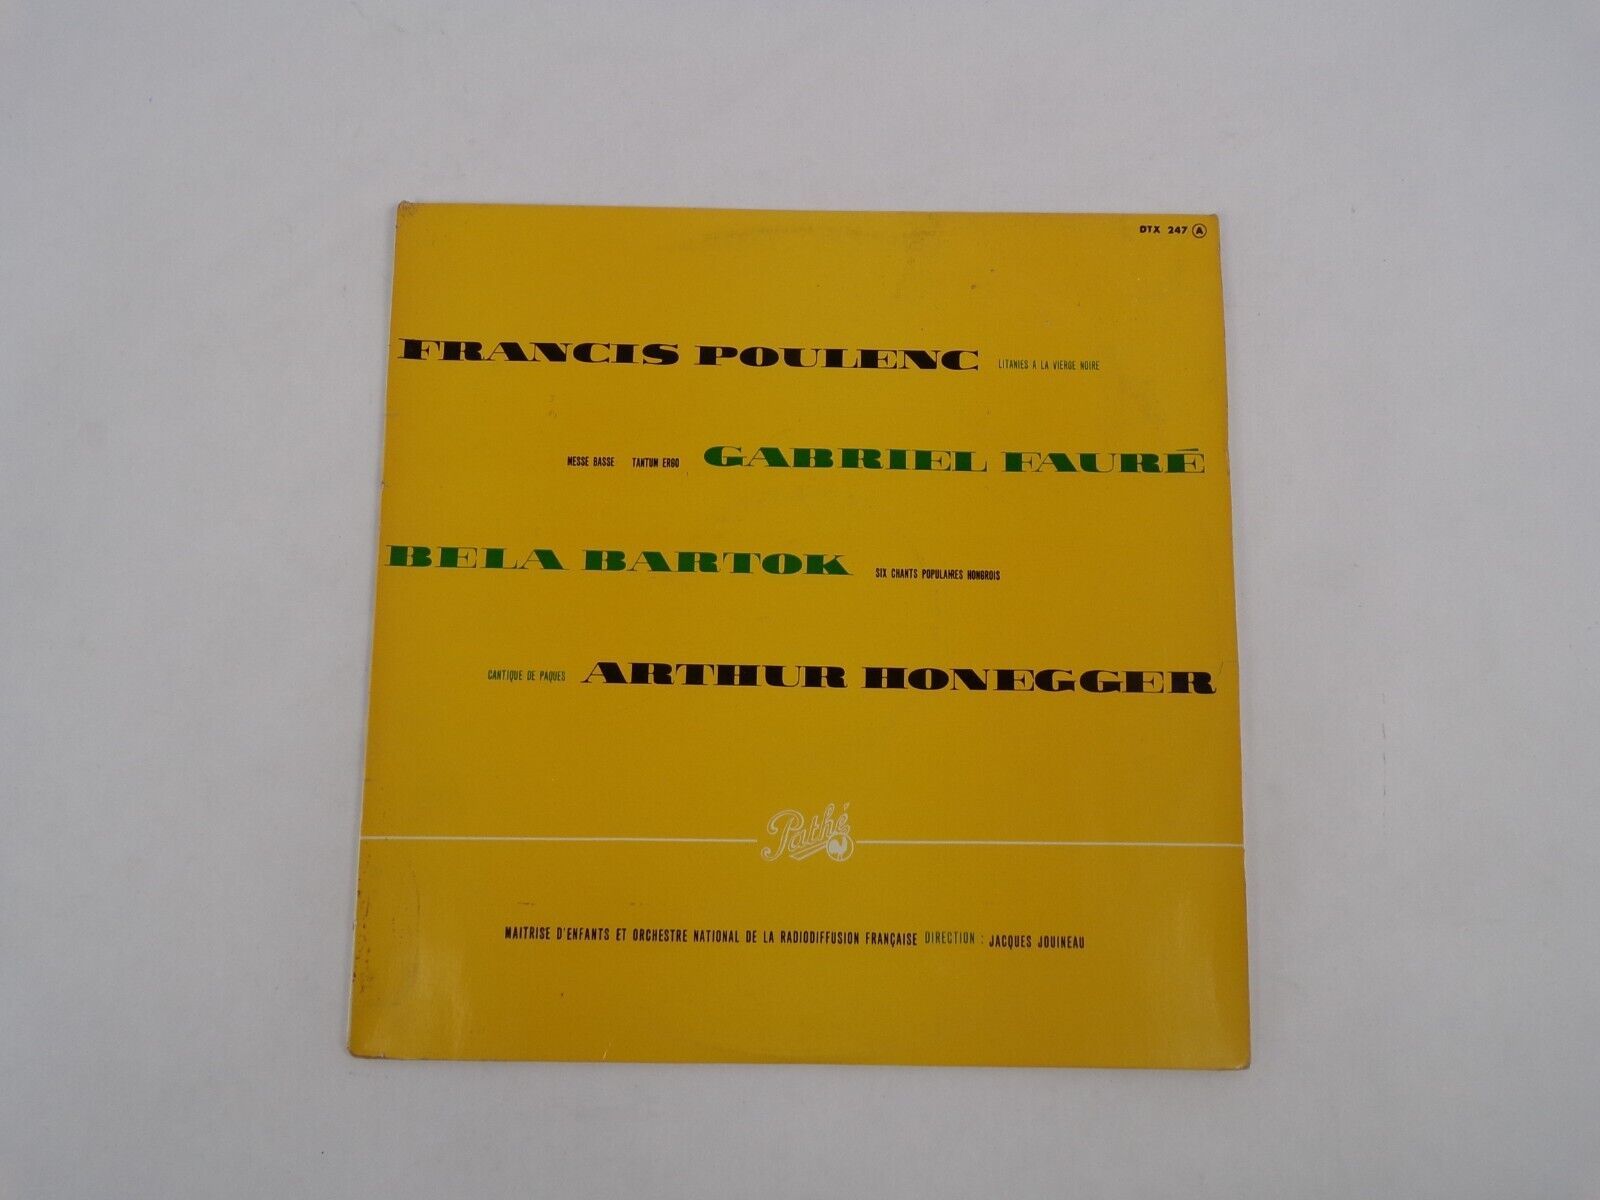 DTX 247 A
FRANCIS POULENC LITANIES A LA VIERGE NOIRE
MESSE BASSE TANTUM ERGO GABRIEL FAURÉ
BELA BARTOK SIX CHANTS POPULAIRES HONGROIS
CANTIQUE DE PAQUES ARTHUR HONEGGER
Pathé
MAITRISE D'ENFANTS ET ORCHESTRE NATIONAL DE LA RADIODIFFUSION FRANÇAISE DIRECTION : JACQUES JOUINEAU